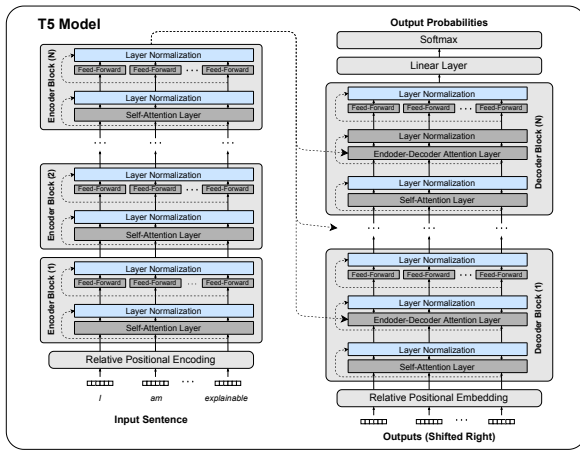 T5 Model
Encoder Block (N)
Layer Normalization
Feed-Forward Feed-Forward ... Feed-Forward
Layer Normalization
Self-Attention Layer
...
Encoder Block (2)
Layer Normalization
Feed-Forward Feed-Forward ... Feed-Forward
Layer Normalization
Self-Attention Layer
Encoder Block (1)
Layer Normalization
Feed-Forward Feed-Forward ... Feed-Forward
Layer Normalization
Self-Attention Layer
Relative Positional Encoding
...
I am explainable
Input Sentence
Output Probabilities
Softmax
Linear Layer
Decoder Block (N)
Layer Normalization
Feed-Forward Feed-Forward ... Feed-Forward
Layer Normalization
Endoder-Decoder Attention Layer
Layer Normalization
Self-Attention Layer
...
Decoder Block (1)
Layer Normalization
Feed-Forward Feed-Forward ... Feed-Forward
Layer Normalization
Endoder-Decoder Attention Layer
Layer Normalization
Self-Attention Layer
Relative Positional Embedding
...
Outputs (Shifted Right)